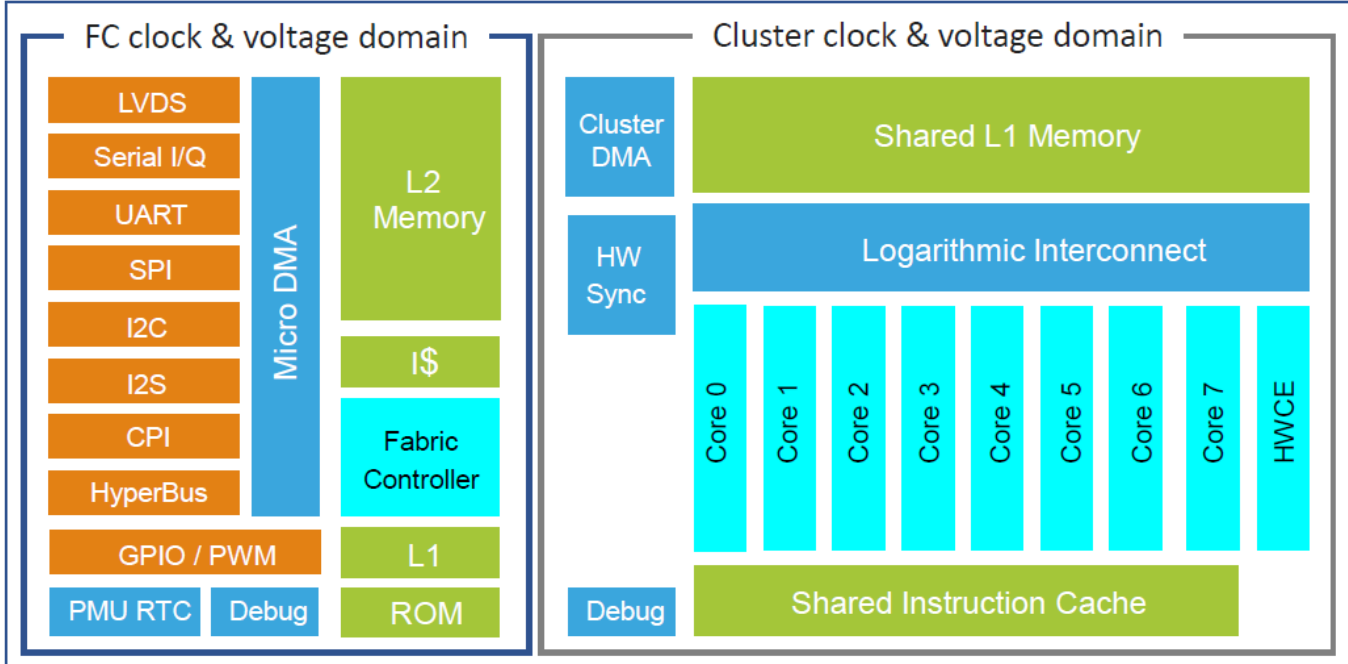 FC clock & voltage domain
LVDS
Serial I/Q
UART
SPI
I2C
I2S
CPI
HyperBus
GPIO / PWM
PMU RTC
Debug
Micro DMA
L2
Memory
I$
Fabric
Controller
L1
ROM
Cluster clock & voltage domain
Cluster
DMA
HW
Sync
Debug
Shared L1 Memory
Logarithmic Interconnect
Core 0
Core 1
Core 2
Core 3
Core 4
Core 5
Core 6
Core 7
HWCE
Shared Instruction Cache